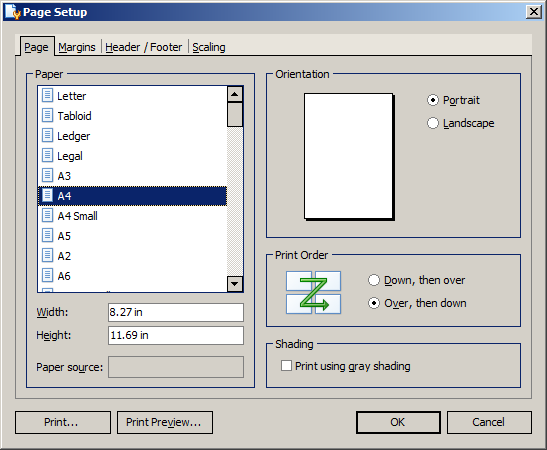 Page Setup
Page Margins Header / Footer Scaling
Paper
Letter
Tabloid
Ledger
Legal
A3
A4
A4 Small
A5
A2
A6
Width: 8.27 in
Height: 11.69 in
Paper source:
Orientation
Portrait
Landscape
Print Order
Down, then over
Over, then down
Shading
Print using gray shading
Print... Print Preview... OK Cancel